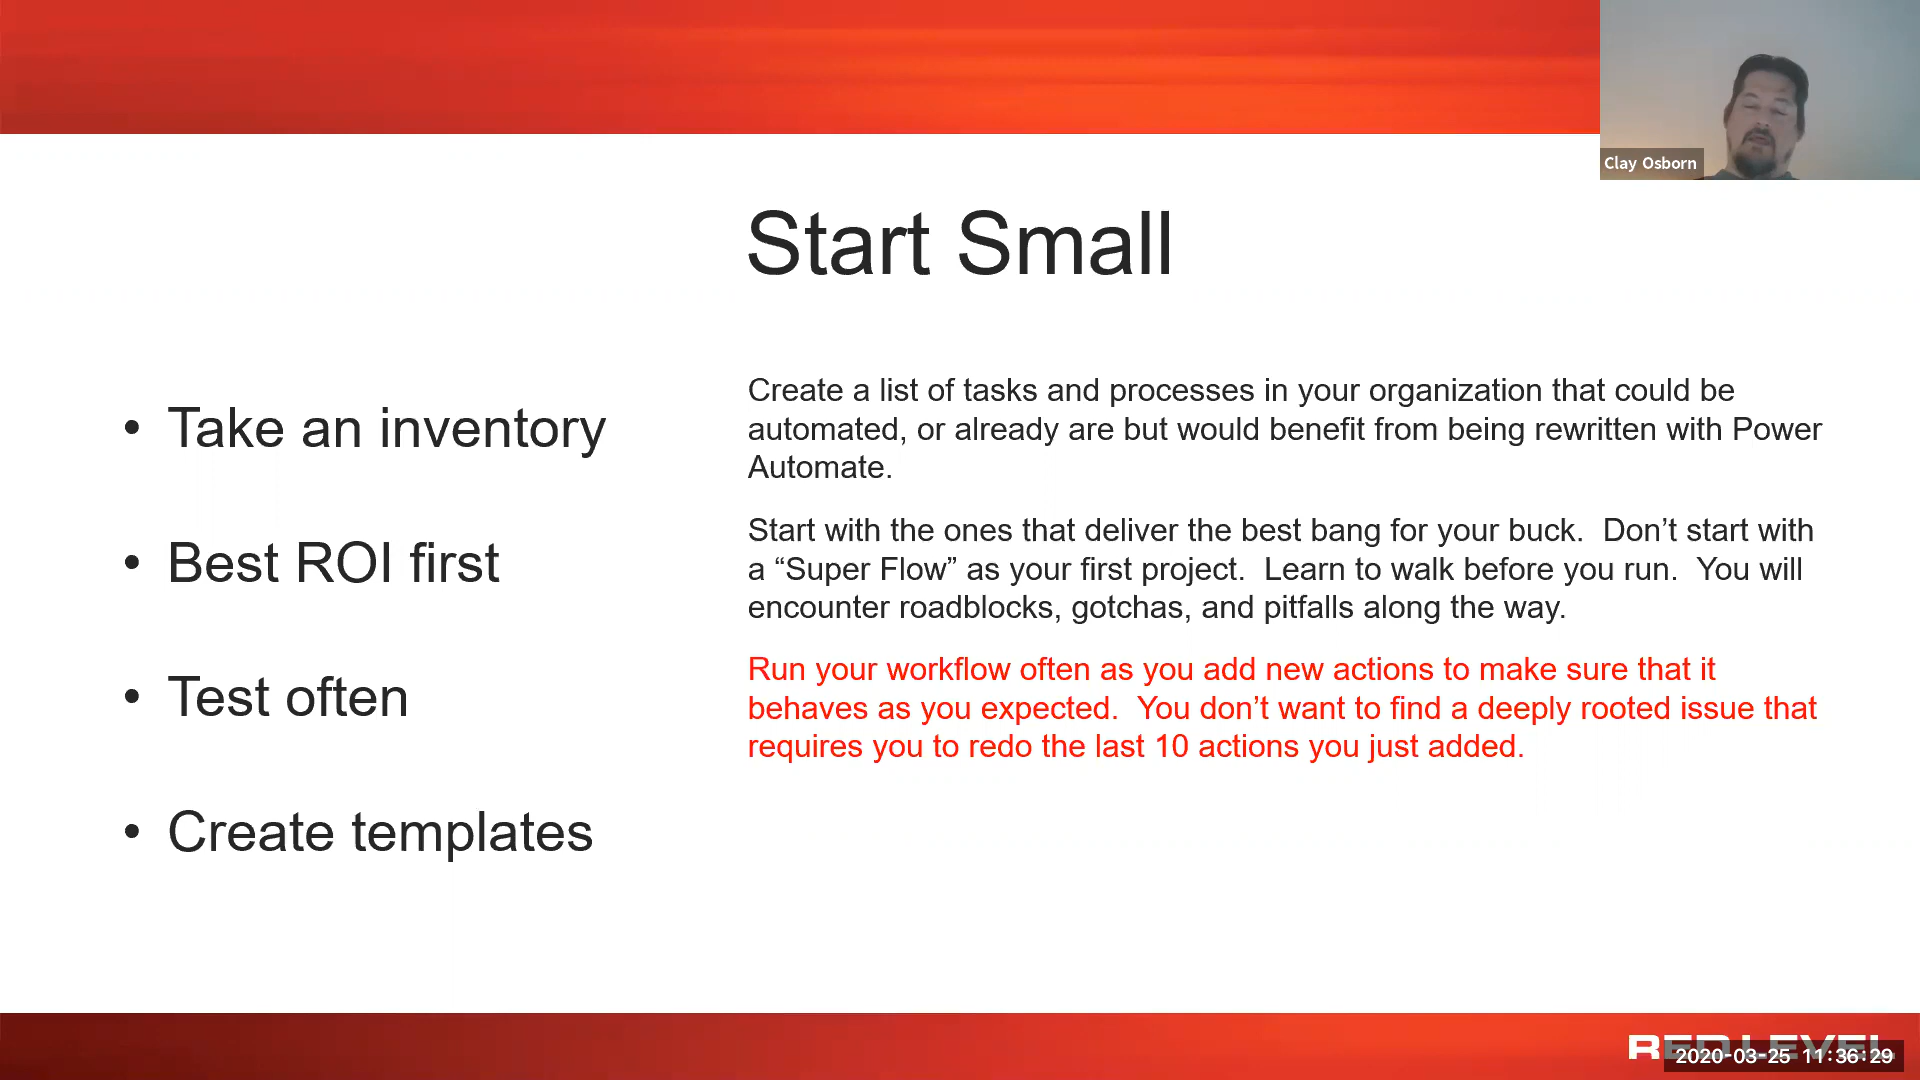 Clay Osborn
Start Small
• Take an inventory
Create a list of tasks and processes in your organization that could be
automated, or already are but would benefit from being rewritten with Power
Automate.
• Best ROI first
Start with the ones that deliver the best bang for your buck.  Don’t start with
a “Super Flow” as your first project.  Learn to walk before you run.  You will
encounter roadblocks, gotchas, and pitfalls along the way.
• Test often
Run your workflow often as you add new actions to make sure that it
behaves as you expected.  You don’t want to find a deeply rooted issue that
requires you to redo the last 10 actions you just added.
• Create templates
RED LEVEL
2020-03-25 11:36:29